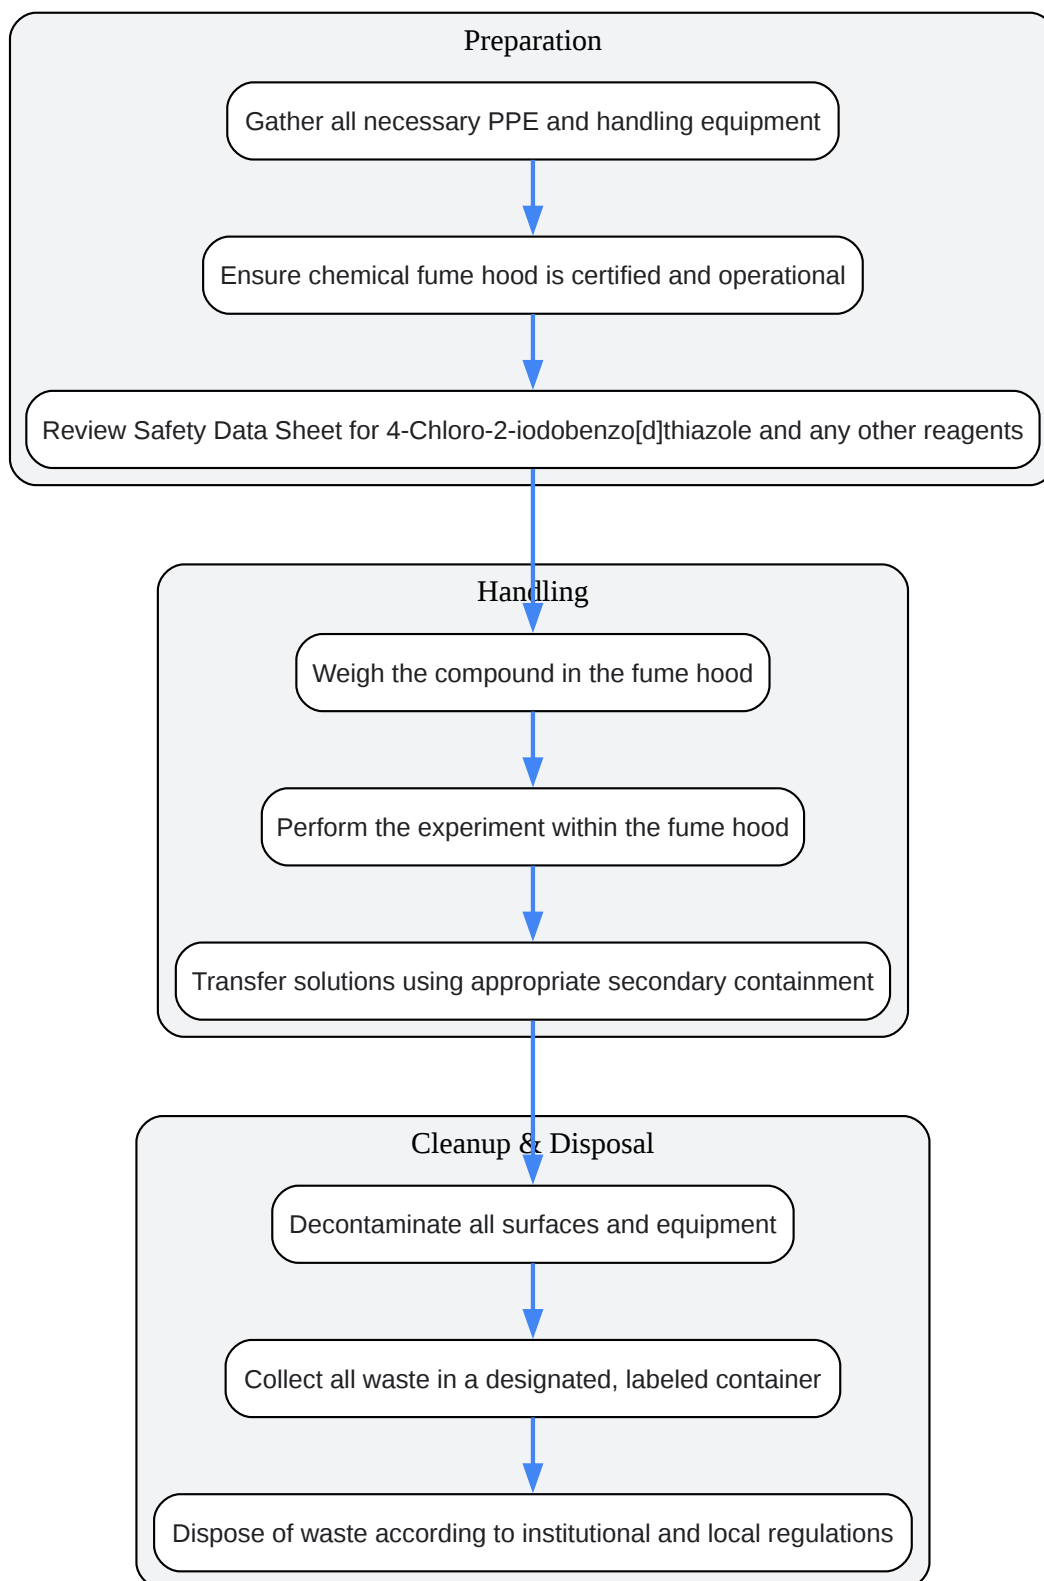 Preparation
Gather all necessary PPE and handling equipment
Ensure chemical fume hood is certified and operational
Review Safety Data Sheet for 4-Chloro-2-iodobenzo[d]thiazole and any other reagents
Handling
Weigh the compound in the fume hood
Perform the experiment within the fume hood
Transfer solutions using appropriate secondary containment
Cleanup & Disposal
Decontaminate all surfaces and equipment
Collect all waste in a designated, labeled container
Dispose of waste according to institutional and local regulations